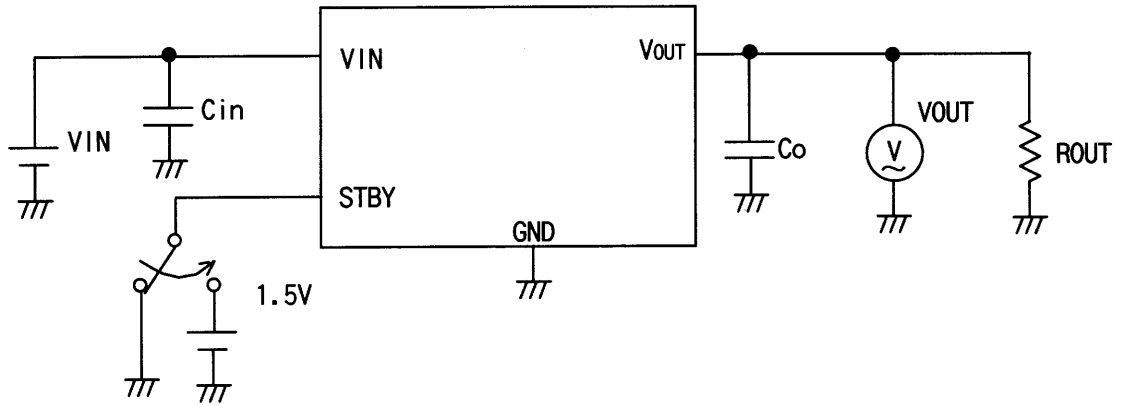 VIN
VOUT
Cin
VOUT
VIN
V
Co
ROUT
STBY
GND
1.5V